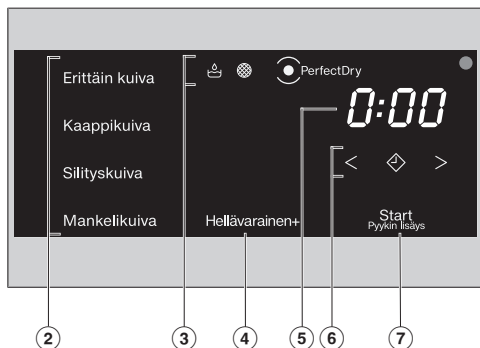 PerfectDry
Erittäin kuiva
0:00
Kaappikuiva
< >
Silityskuiva
Mankelikuiva
Hellävarainen+
Start
Pyykin lisäys
2 3 4 5 6 7